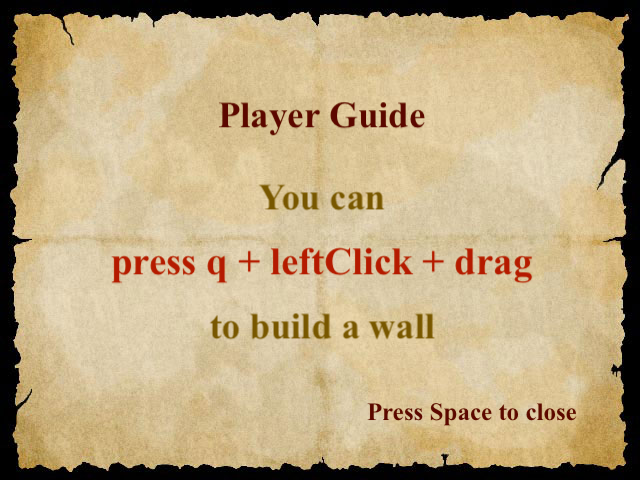 Player Guide
You can
press q + leftClick + drag
to build a wall
Press Space to close